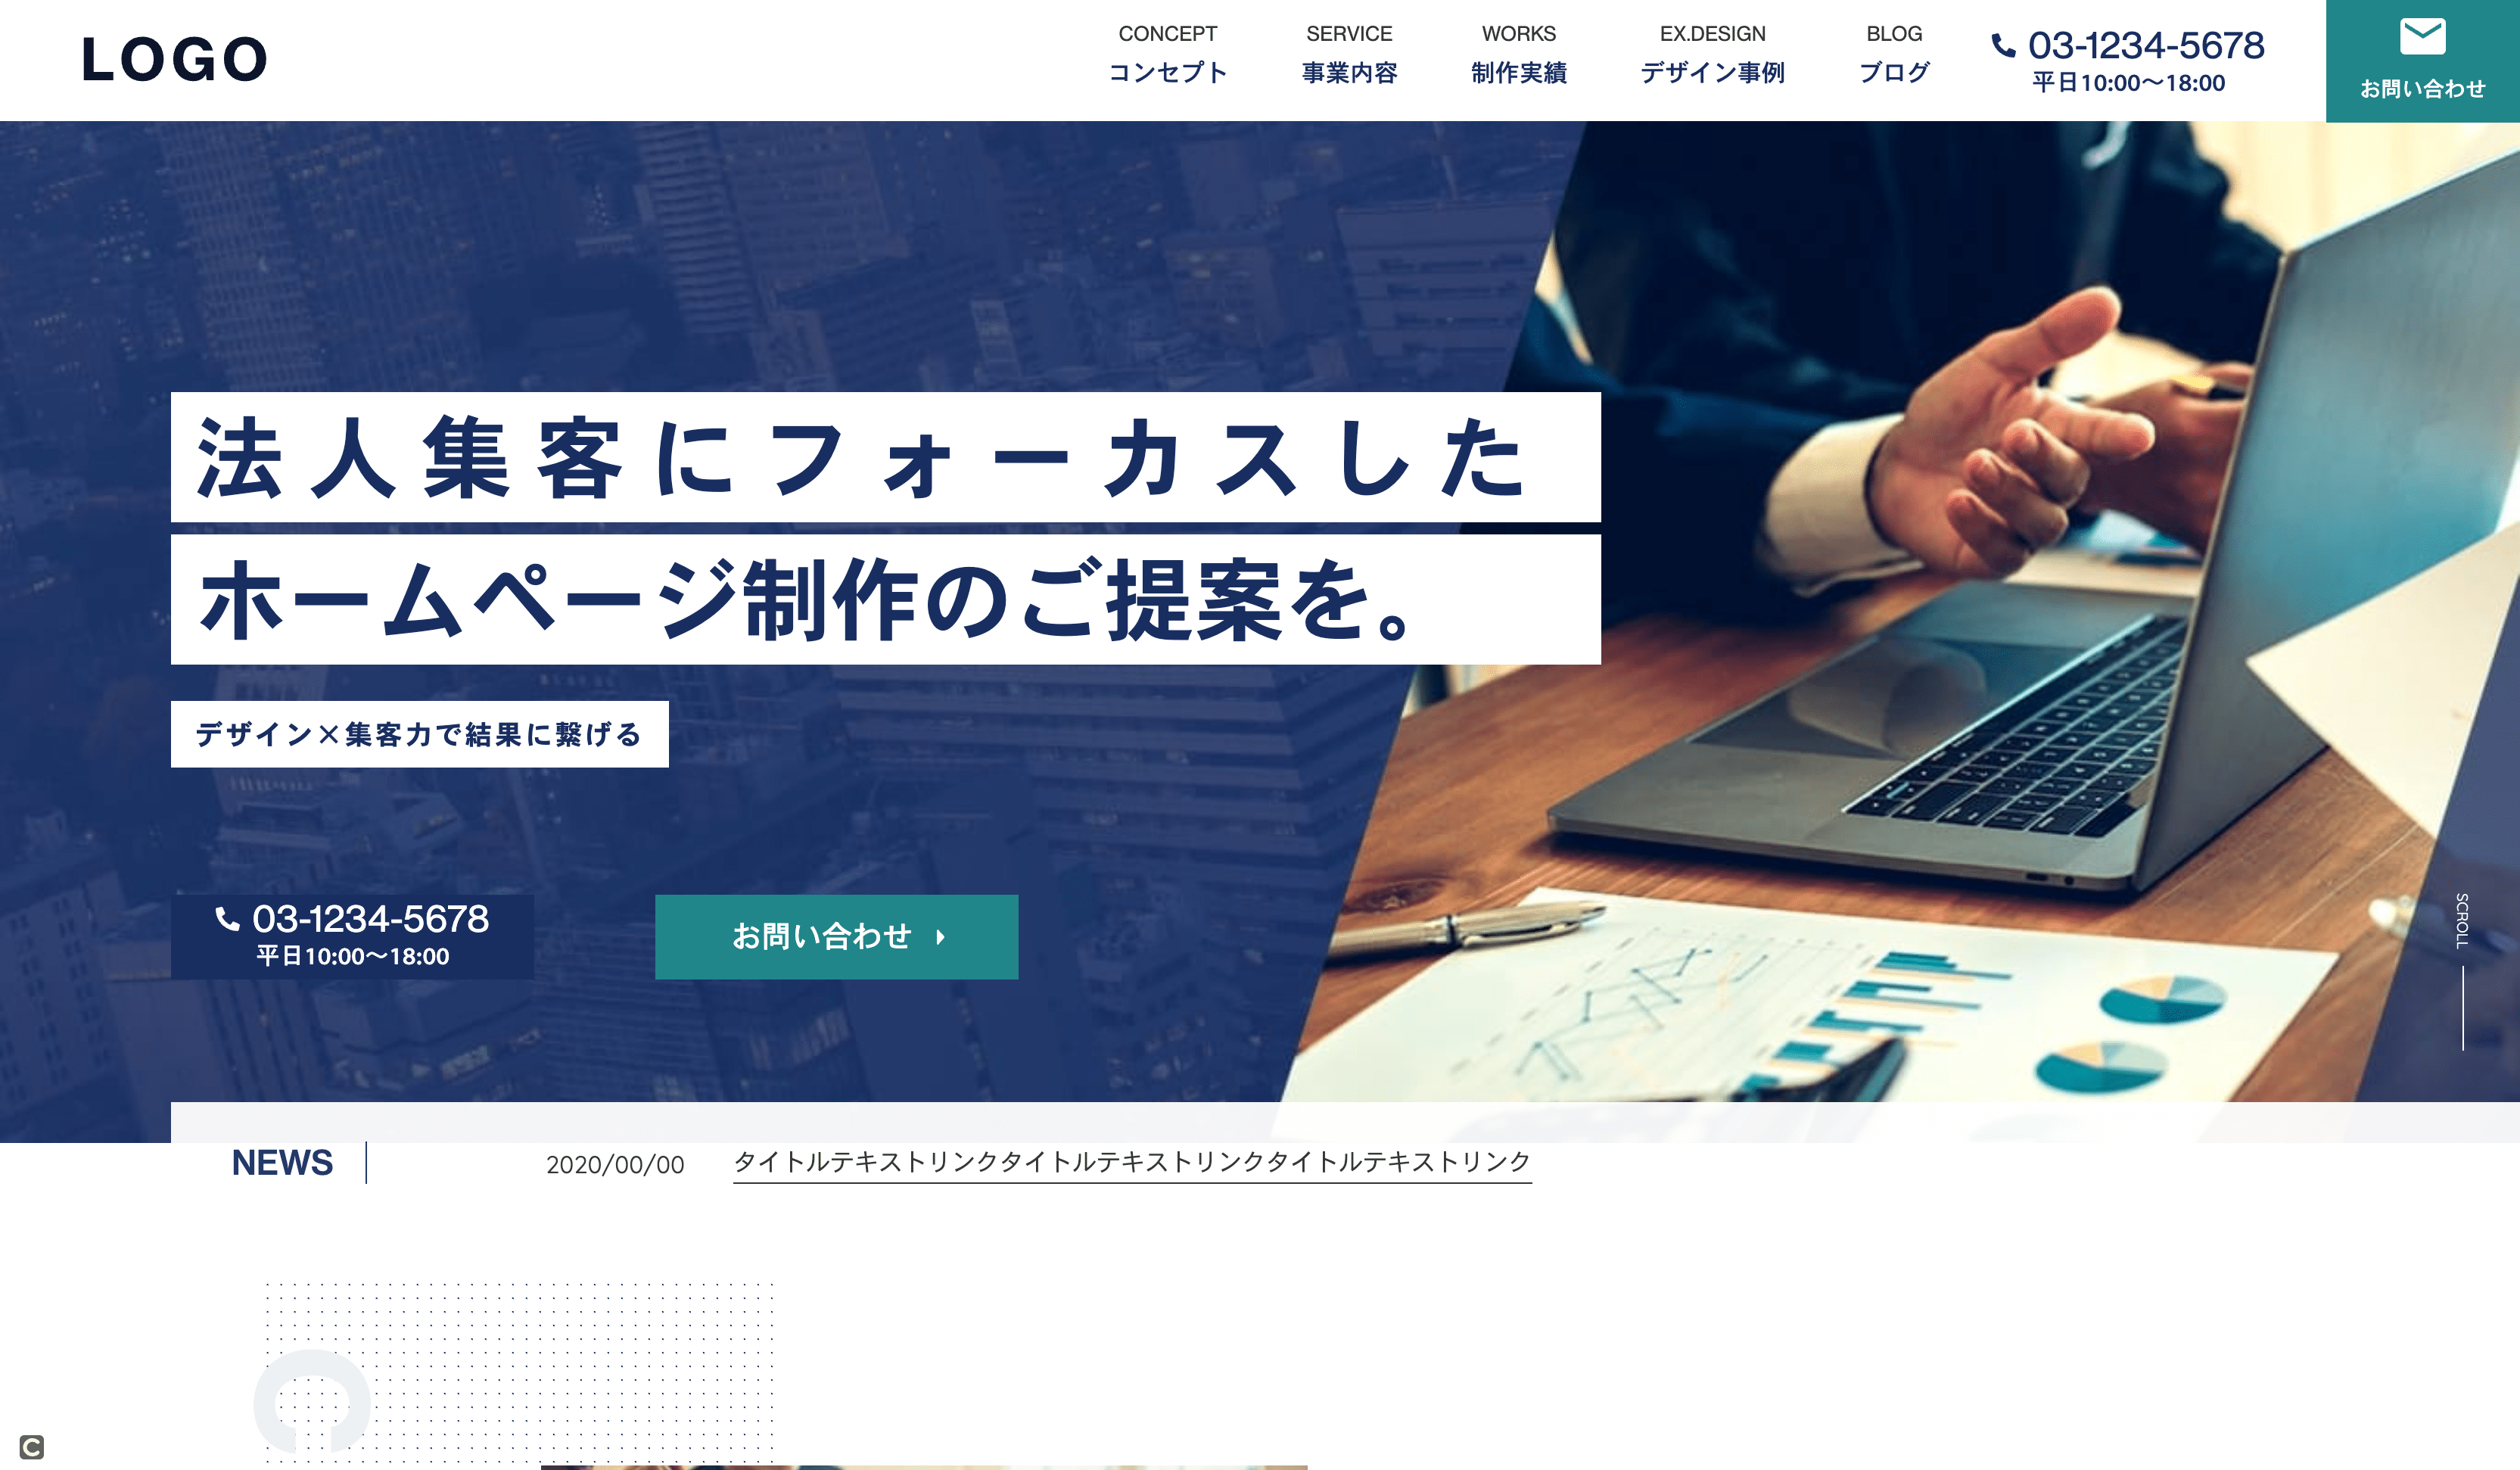 LOGO
CONCEPT
コンセプト
SERVICE
事業内容
WORKS
制作実績
EX.DESIGN
デザイン事例
BLOG
ブログ
03-1234-5678
平日10:00〜18:00
お問い合わせ
法人集客にフォーカスした
ホームページ制作のご提案を。
デザイン×集客力で結果に繋げる
03-1234-5678
平日10:00〜18:00
お問い合わせ
SCROLL
NEWS
2020/00/00
タイトルテキストリンクタイトルテキストリンクタイトルテキストリンク
C